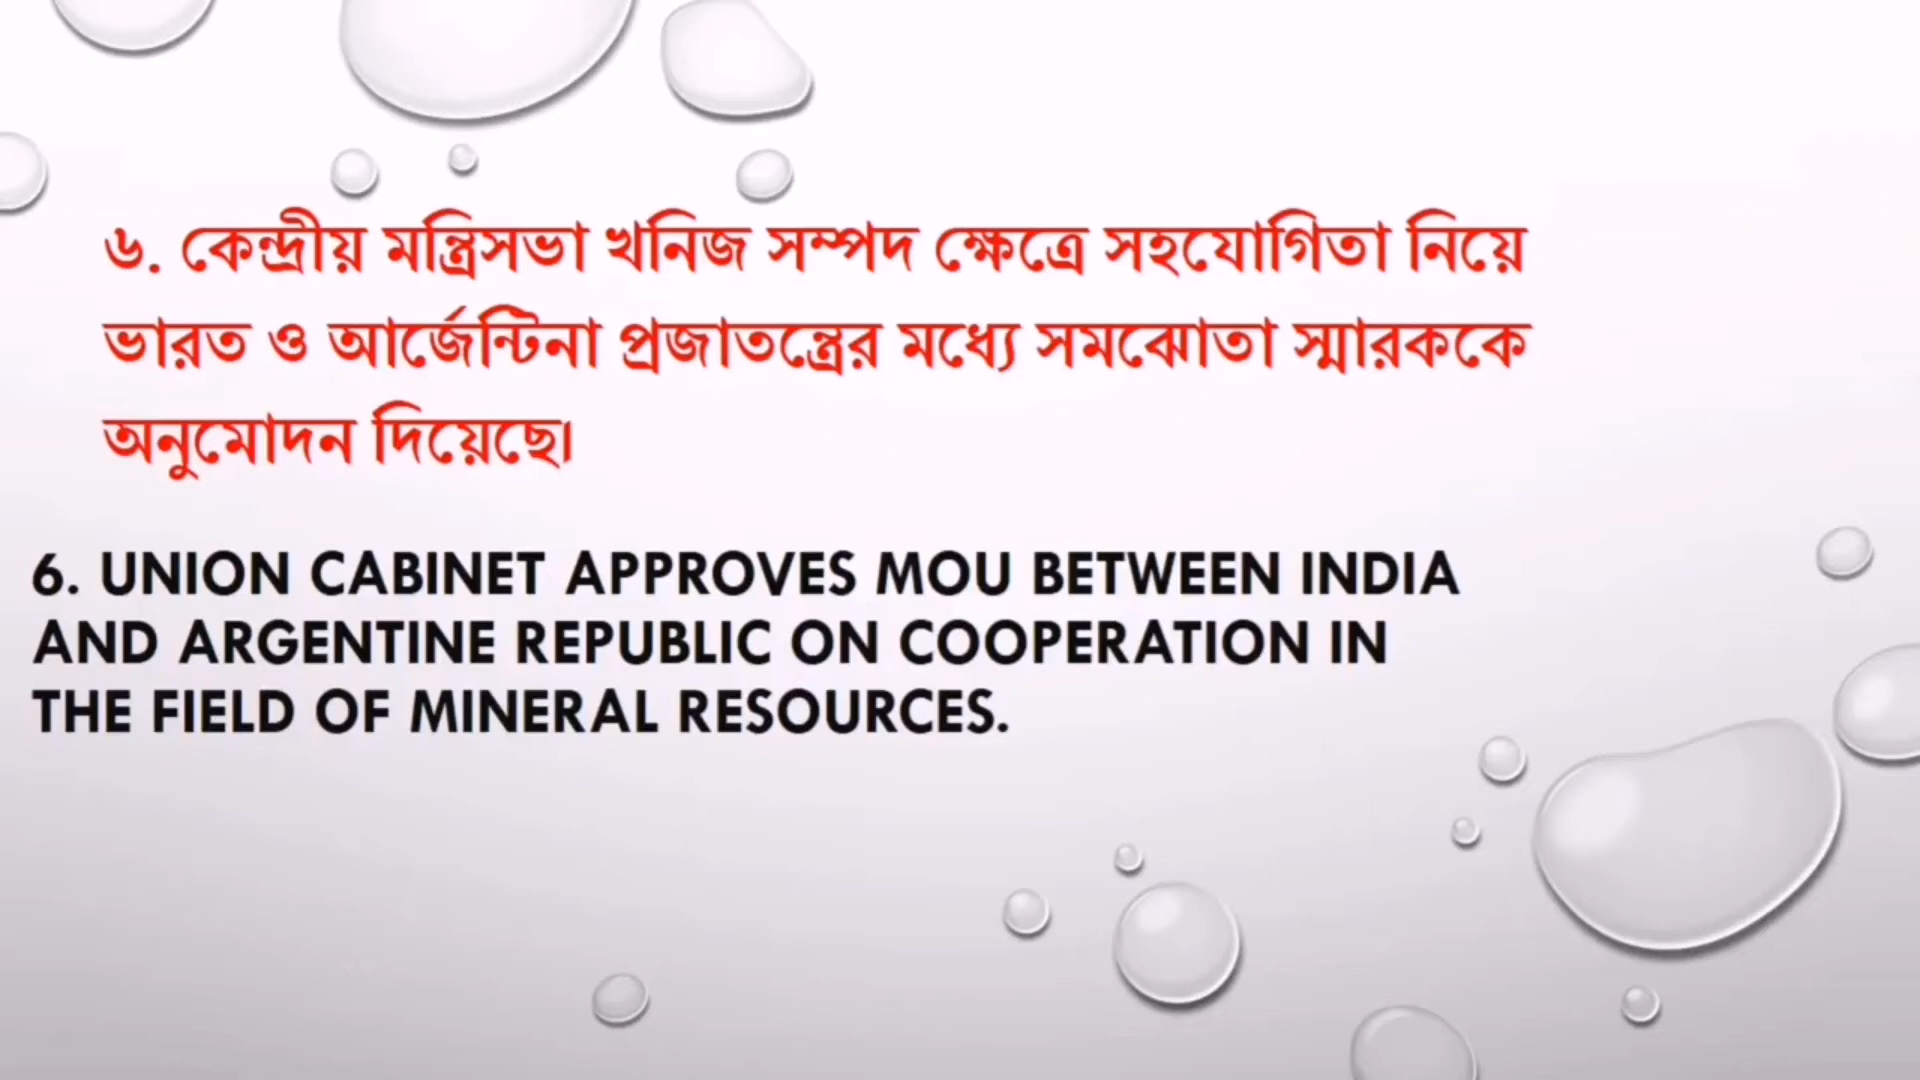 ৬. কেন্দ্রীয় মন্ত্রিসভা খনিজ সম্পদ ক্ষেত্রে সহযোগিতা নিয়ে
ভারত ও আর্জেন্টিনা প্রজাতন্ত্রের মধ্যে সমঝোতা স্মারককে
অনুমোদন দিয়েছে।
6. UNION CABINET APPROVES MOU BETWEEN INDIA
AND ARGENTINE REPUBLIC ON COOPERATION IN
THE FIELD OF MINERAL RESOURCES.